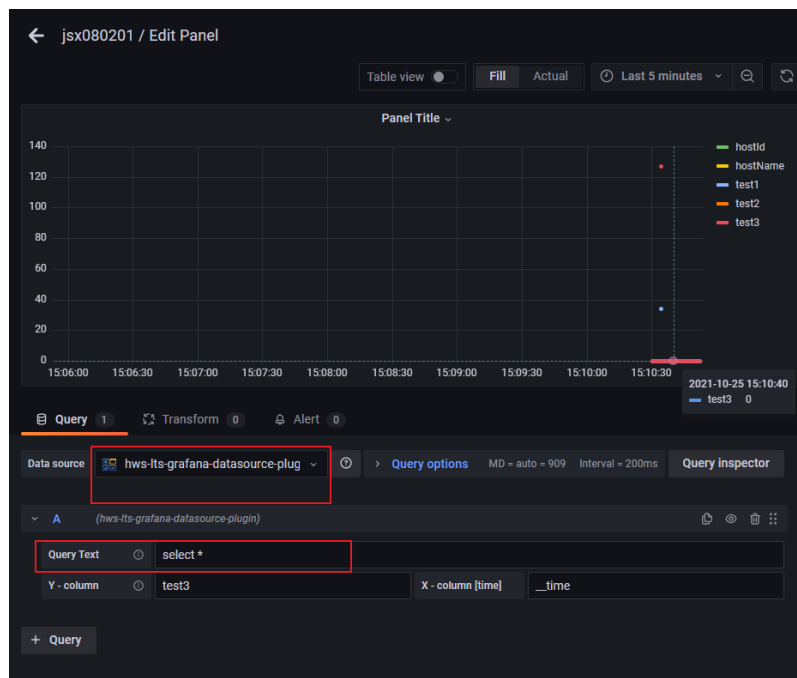 jsx080201 / Edit Panel
Table view Fill Actual Last 5 minutes
Panel Title
140
120
100
80
60
40
20
0
hostId
hostName
test1
test2
test3
15:06:00 15:06:30 15:07:00 15:07:30 15:08:00 15:08:30 15:09:00 15:09:30 15:10:00 15:10:30
2021-10-25 15:10:40
test3 0
Query 1 Transform 0 Alert 0
Data source hws-lts-grafana-datasource-plug Query options MD = auto = 909 Interval = 200ms Query inspector
A (hws-lts-grafana-datasource-plugin)
Query Text select *
Y - column test3 X - column [time] __time
+ Query